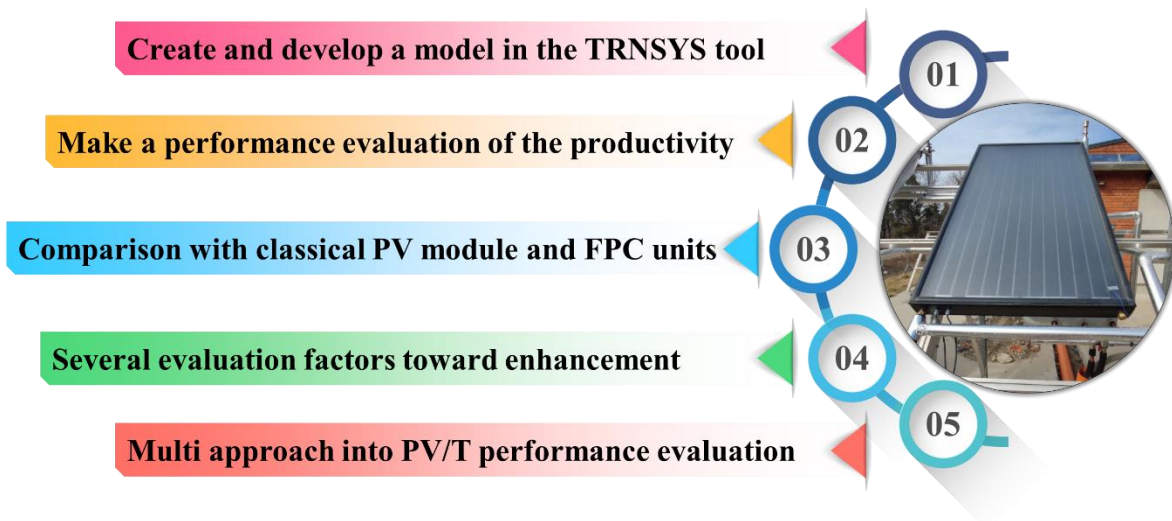 Create and develop a model in the TRNSYS tool
01
Make a performance evaluation of the productivity
02
Comparison with classical PV module and FPC units
03
Several evaluation factors toward enhancement
04
Multi approach into PV/T performance evaluation
05